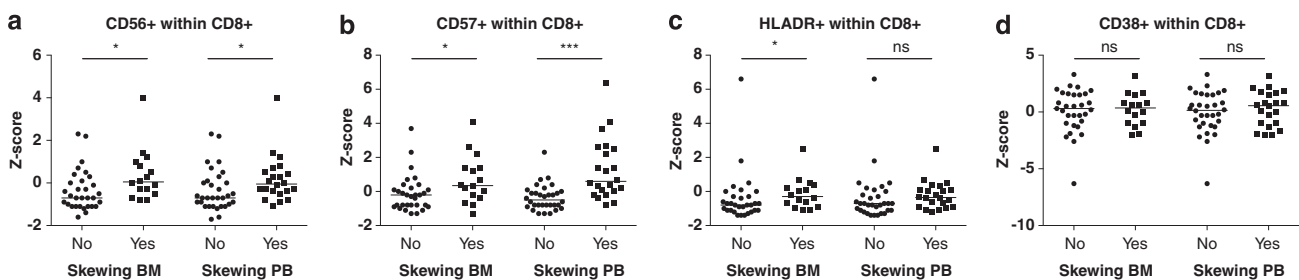 a
CD56+ within CD8+
* *
Z-score
6
4
2
0
-2
No Yes No Yes
Skewing BM Skewing PB
b
CD57+ within CD8+
* ***
Z-score
8
6
4
2
0
-2
No Yes No Yes
Skewing BM Skewing PB
c
HLADR+ within CD8+
* ns
Z-score
8
6
4
2
0
-2
No Yes No Yes
Skewing BM Skewing PB
d
CD38+ within CD8+
ns ns
Z-score
5
0
-5
-10
No Yes No Yes
Skewing BM Skewing PB